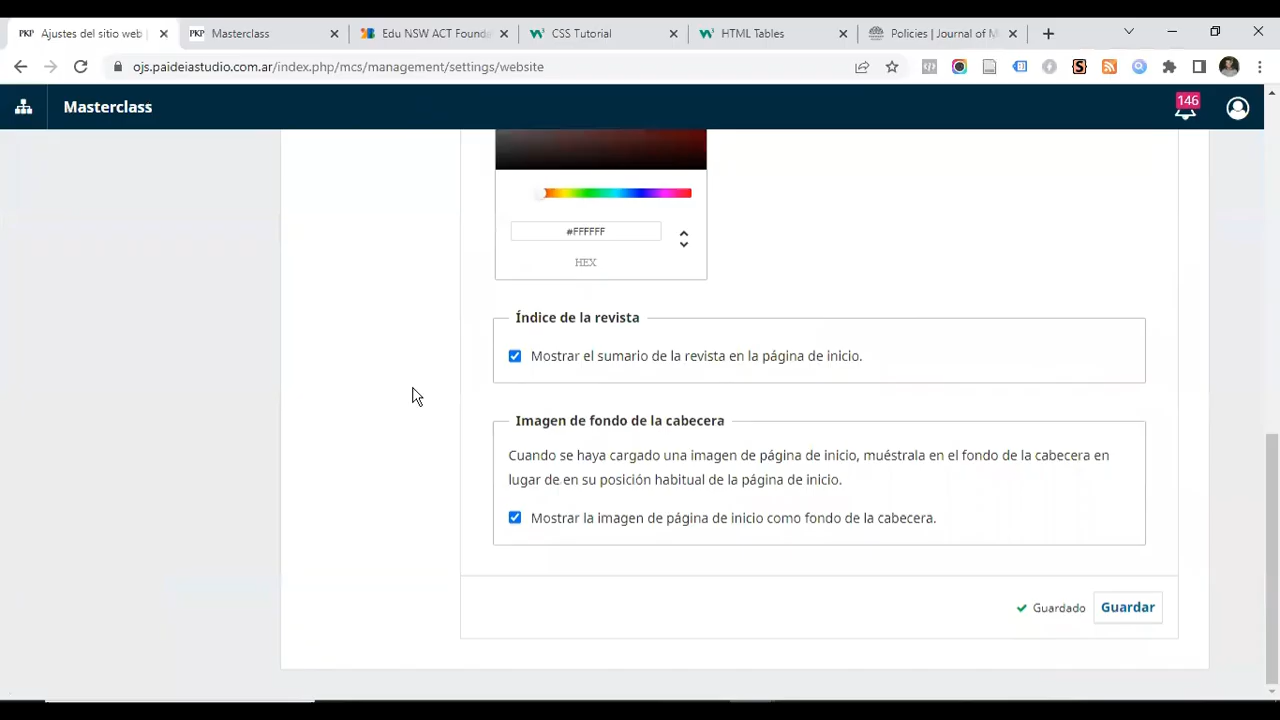 PKP Ajustes del sitio web |
PKP Masterclass
Edu NSW ACT Founda
CSS Tutorial
HTML Tables
Policies | Journal of M
ojs.paideiastudio.com.ar/index.php/mcs/management/settings/website
Masterclass
146
#FFFFFF
HEX
Índice de la revista
Mostrar el sumario de la revista en la página de inicio.
Imagen de fondo de la cabecera
Cuando se haya cargado una imagen de página de inicio, muéstrala en el fondo de la cabecera en
lugar de en su posición habitual de la página de inicio.
Mostrar la imagen de página de inicio como fondo de la cabecera.
Guardado
Guardar